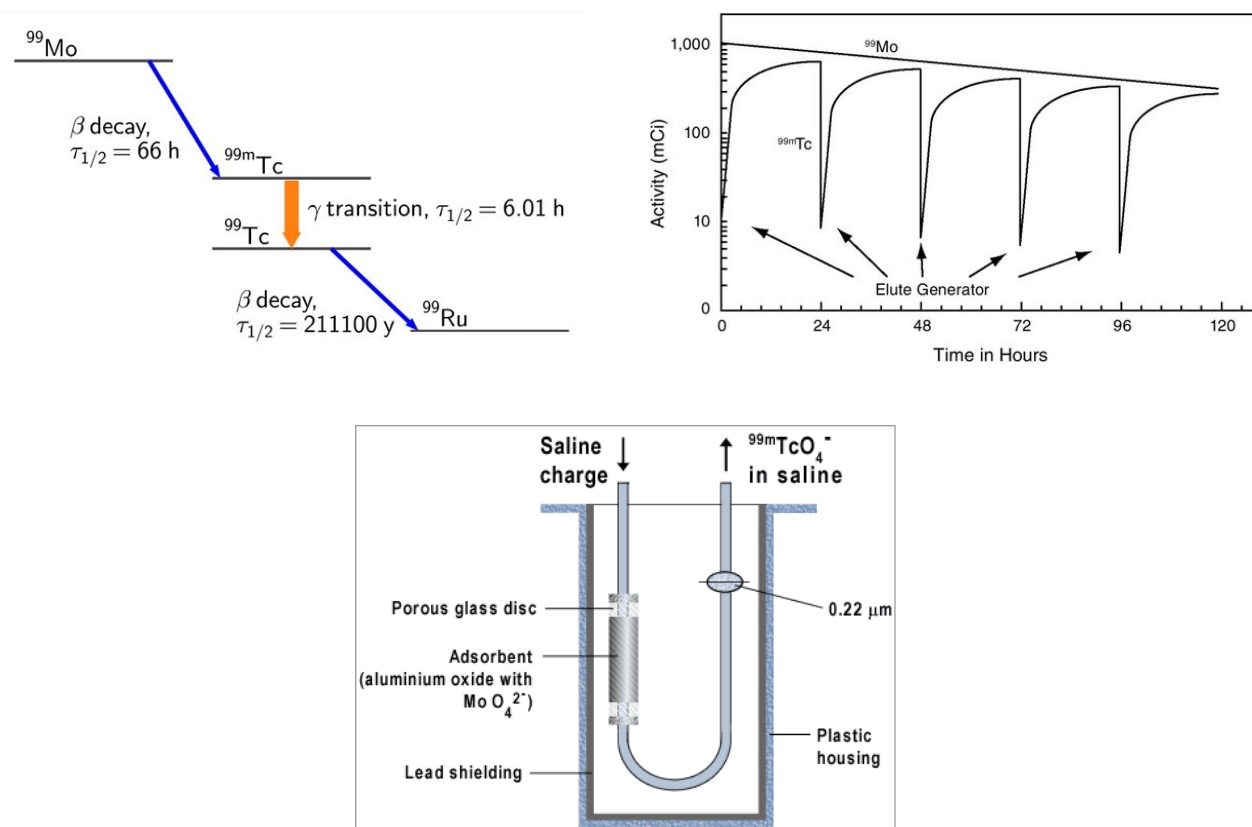 ⁹⁹Mo
β decay,
τ₁/₂ = 66 h
⁹⁹ᵐTc
γ transition, τ₁/₂ = 6.01 h
⁹⁹Tc
β decay,
τ₁/₂ = 211100 y
⁹⁹Ru
Activity (mCi)
1,000
100
10
0
⁹⁹Mo
⁹⁹ᵐTc
Elute Generator
0 24 48 72 96 120
Time in Hours
Saline
charge
⁹⁹ᵐTcO₄⁻
in saline
Porous glass disc
0.22 μm
Adsorbent
(aluminium oxide with
Mo O₄²⁻)
Plastic
housing
Lead shielding